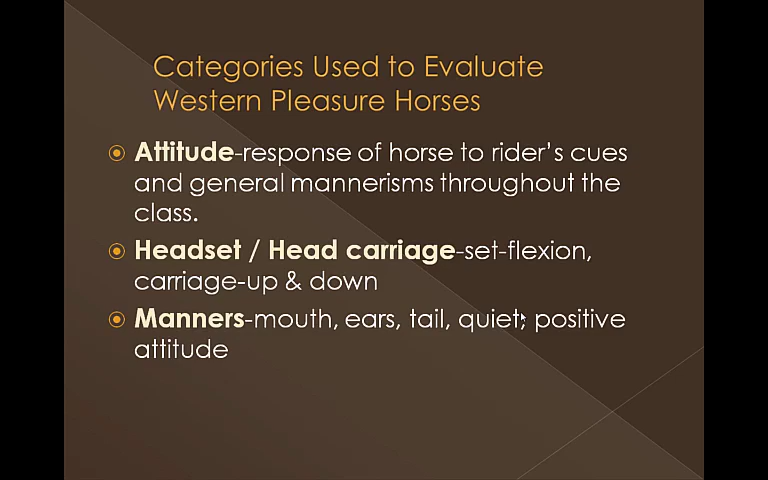 Categories Used to Evaluate
Western Pleasure Horses
Attitude-response of horse to rider's cues
and general mannerisms throughout the
class.
Headset / Head carriage-set-flexion,
carriage-up & down
Manners-mouth, ears, tail, quiet; positive
attitude